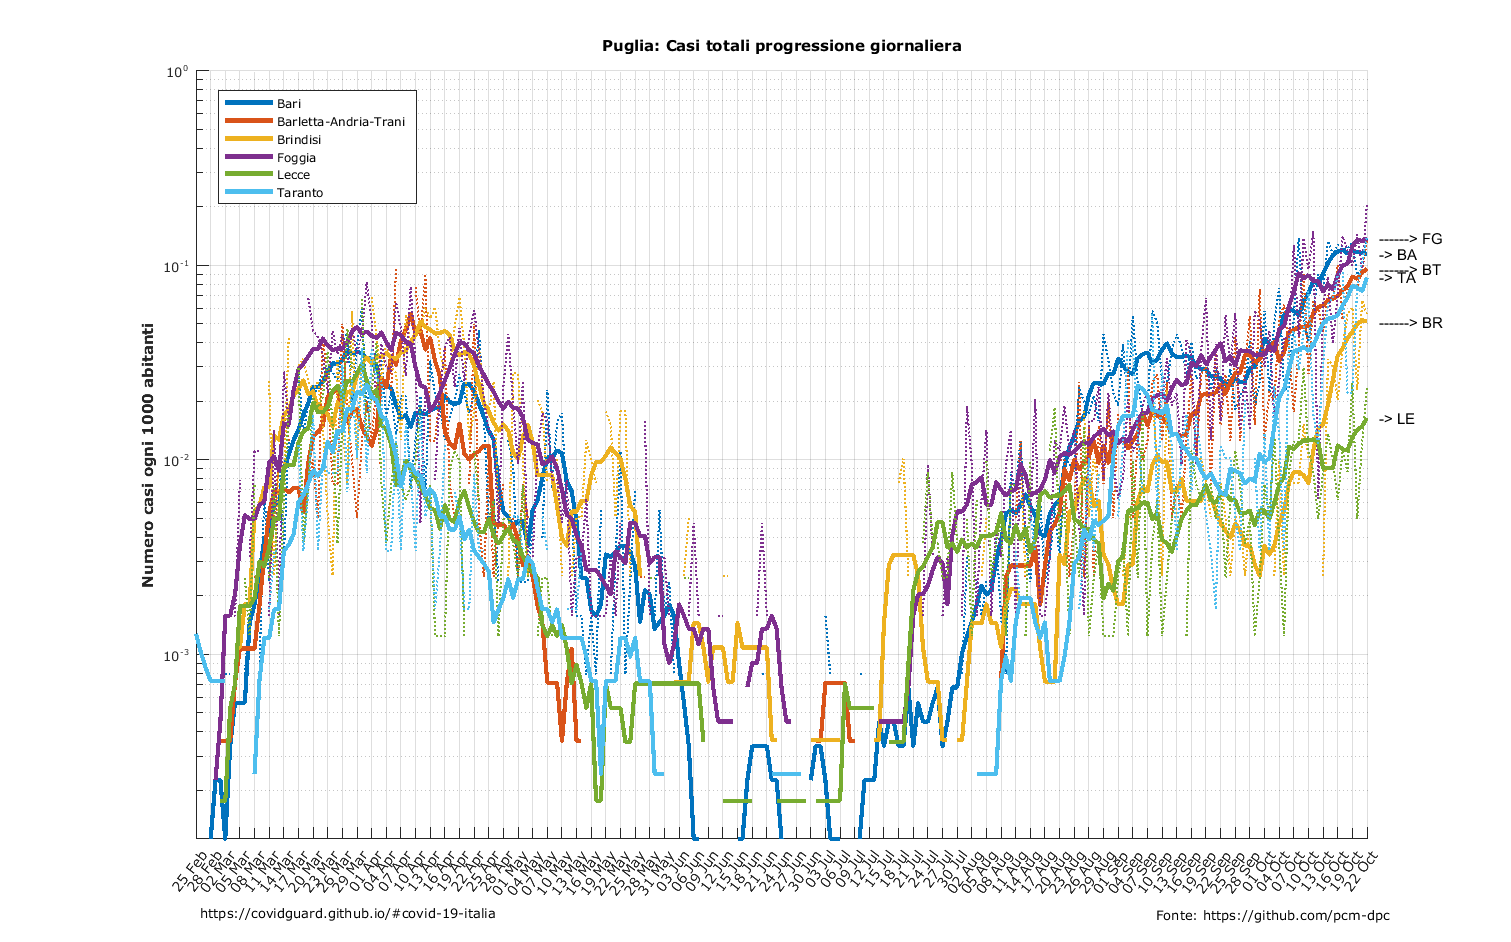 Puglia: Casi totali progressione giornaliera
Numero casi ogni 1000 abitanti
10^0
10^-1
10^-2
10^-3
Bari
Barletta-Andria-Trani
Brindisi
Foggia
Lecce
Taranto
------> FG
-> BA
------> BT
-> TA
------> BR
-> LE
25 Feb
28 Feb
02 Mar
05 Mar
08 Mar
11 Mar
14 Mar
17 Mar
20 Mar
23 Mar
26 Mar
29 Mar
01 Apr
04 Apr
07 Apr
10 Apr
13 Apr
16 Apr
19 Apr
22 Apr
25 Apr
28 Apr
01 May
04 May
07 May
10 May
13 May
16 May
19 May
22 May
25 May
28 May
31 May
03 Jun
06 Jun
09 Jun
12 Jun
15 Jun
18 Jun
21 Jun
24 Jun
27 Jun
30 Jun
03 Jul
06 Jul
09 Jul
12 Jul
15 Jul
18 Jul
21 Jul
24 Jul
27 Jul
30 Jul
02 Aug
05 Aug
08 Aug
11 Aug
14 Aug
17 Aug
20 Aug
23 Aug
26 Aug
29 Aug
01 Sep
04 Sep
07 Sep
10 Sep
13 Sep
16 Sep
19 Sep
22 Sep
25 Sep
28 Sep
01 Oct
04 Oct
07 Oct
10 Oct
13 Oct
16 Oct
19 Oct
22 Oct
https://covidguard.github.io/#covid-19-italia
Fonte: https://github.com/pcm-dpc